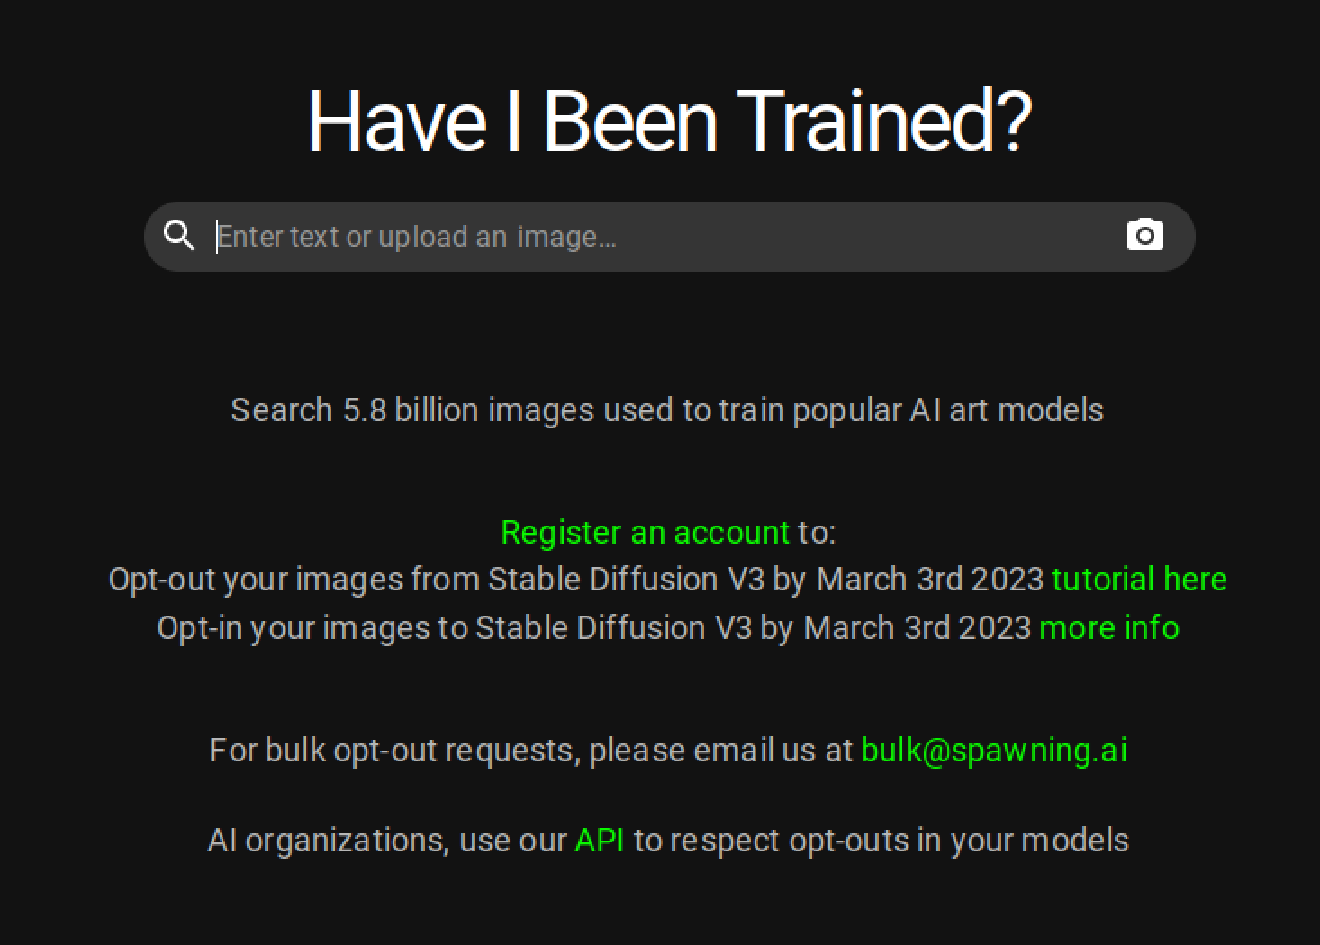 Have I Been Trained?
Enter text or upload an image...
Search 5.8 billion images used to train popular AI art models
Register an account to:
Opt-out your images from Stable Diffusion V3 by March 3rd 2023 tutorial here
Opt-in your images to Stable Diffusion V3 by March 3rd 2023 more info
For bulk opt-out requests, please email us at bulk@spawning.ai
AI organizations, use our API to respect opt-outs in your models